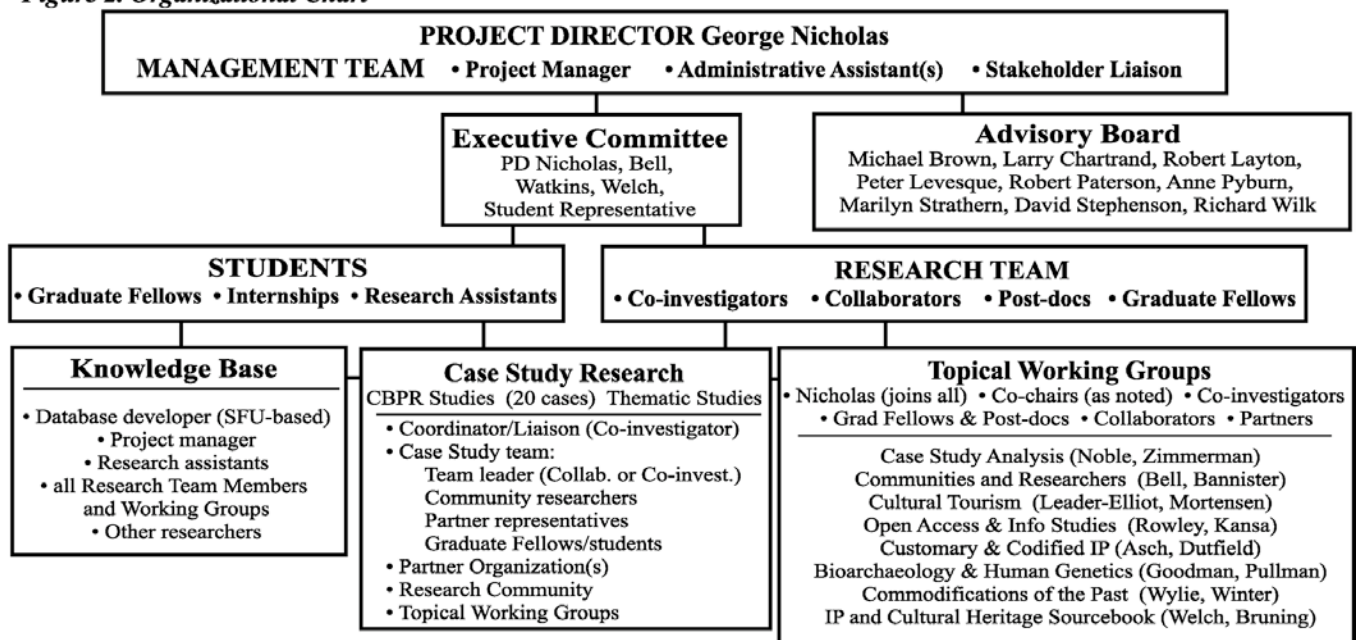 Figure 2. Organizational Chart
PROJECT DIRECTOR George Nicholas
MANAGEMENT TEAM • Project Manager • Administrative Assistant(s) • Stakeholder Liaison
Executive Committee
PD Nicholas, Bell,
Watkins, Welch,
Student Representative
Advisory Board
Michael Brown, Larry Chartrand, Robert Layton,
Peter Levesque, Robert Paterson, Anne Pyburn,
Marilyn Strathern, David Stephenson, Richard Wilk
STUDENTS
• Graduate Fellows • Internships • Research Assistants
RESEARCH TEAM
• Co-investigators • Collaborators • Post-docs • Graduate Fellows
Knowledge Base
• Database developer (SFU-based)
• Project manager
• Research assistants
• all Research Team Members
and Working Groups
• Other researchers
Case Study Research
CBPR Studies (20 cases) Thematic Studies
• Coordinator/Liaison (Co-investigator)
• Case Study team:
Team leader (Collab. or Co-invest.)
Community researchers
Partner representatives
Graduate Fellows/students
• Partner Organization(s)
• Research Community
• Topical Working Groups
Topical Working Groups
• Nicholas (joins all) • Co-chairs (as noted) • Co-investigators
• Grad Fellows & Post-docs • Collaborators • Partners
Case Study Analysis (Noble, Zimmerman)
Communities and Researchers (Bell, Bannister)
Cultural Tourism (Leader-Elliot, Mortensen)
Open Access & Info Studies (Rowley, Kansa)
Customary & Codified IP (Asch, Dutfield)
Bioarchaeology & Human Genetics (Goodman, Pullman)
Commodifications of the Past (Wylie, Winter)
IP and Cultural Heritage Sourcebook (Welch, Bruning)